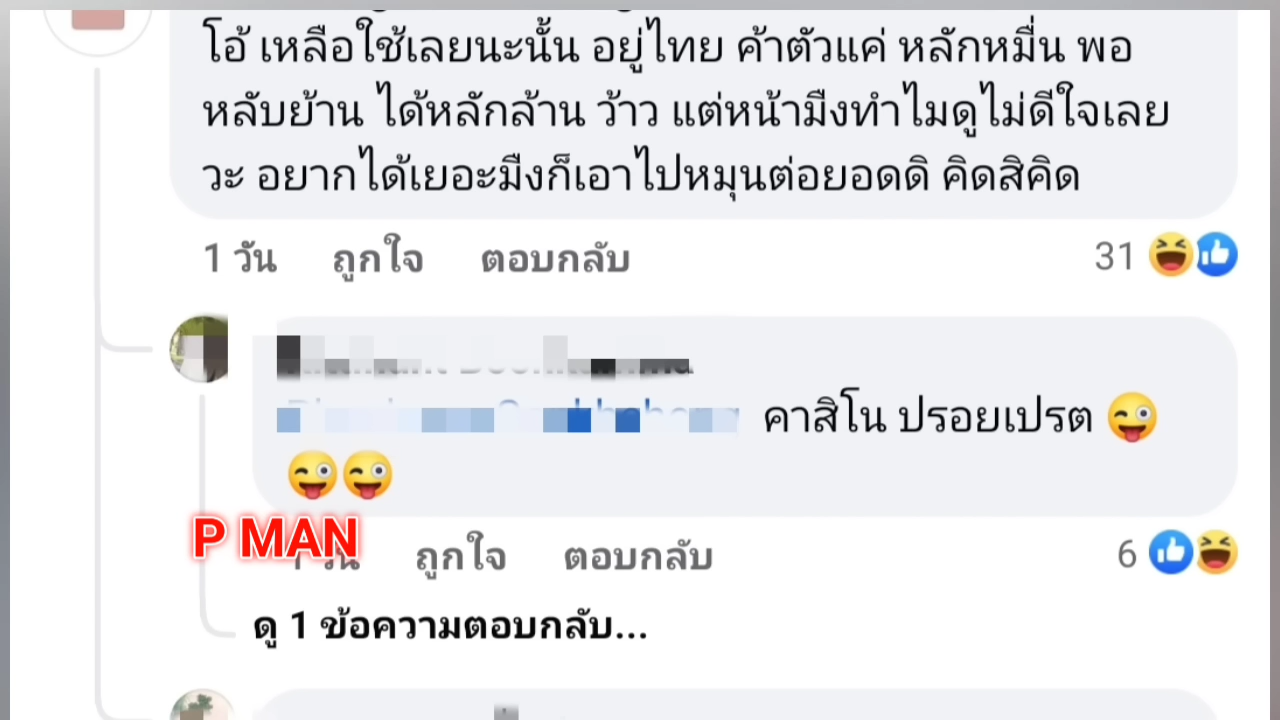 โอ้ เหลือใช้เลยนะนั้น อยู่ไทย ค้าตัวแค่ หลักหมื่น พอ
หลับย้าน ได้หลักล้าน ว้าว แต่หน้ามึงทำไมดูไม่ดีใจเลย
วะ อยากได้เยอะมืงก็เอาไปหมุนต่อยอดดิ คิดสิคิด
1 วัน ถูกใจ ตอบกลับ 31
คาสิโน ปรอยเปรต 😜
😜😜
P MAN
1 วัน ถูกใจ ตอบกลับ 6
ดู 1 ข้อความตอบกลับ...